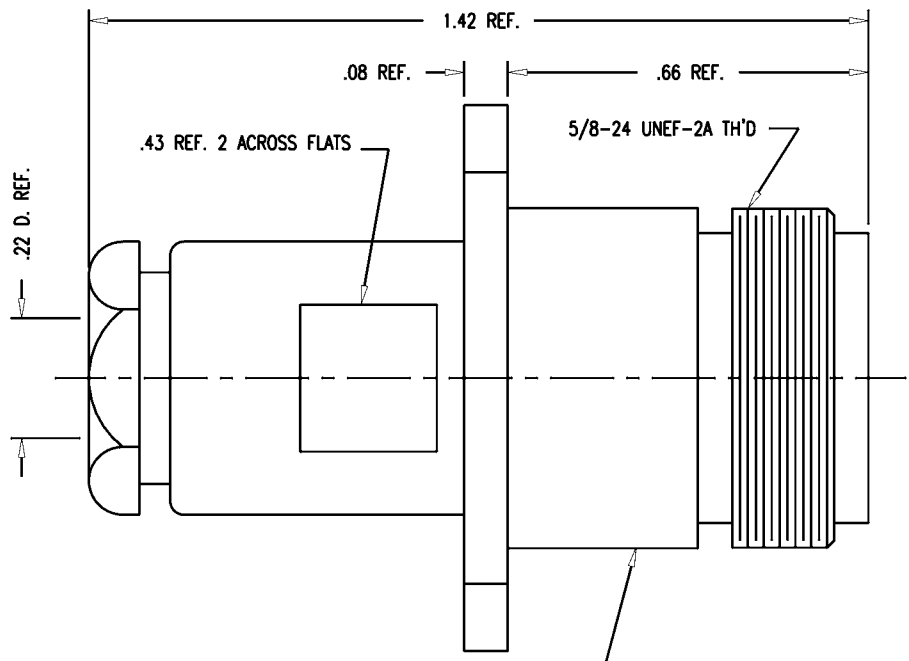 1.42 REF.
.08 REF.
.66 REF.
5/8-24 UNEF-2A TH'D
.43 REF. 2 ACROSS FLATS
.22 D. REF.